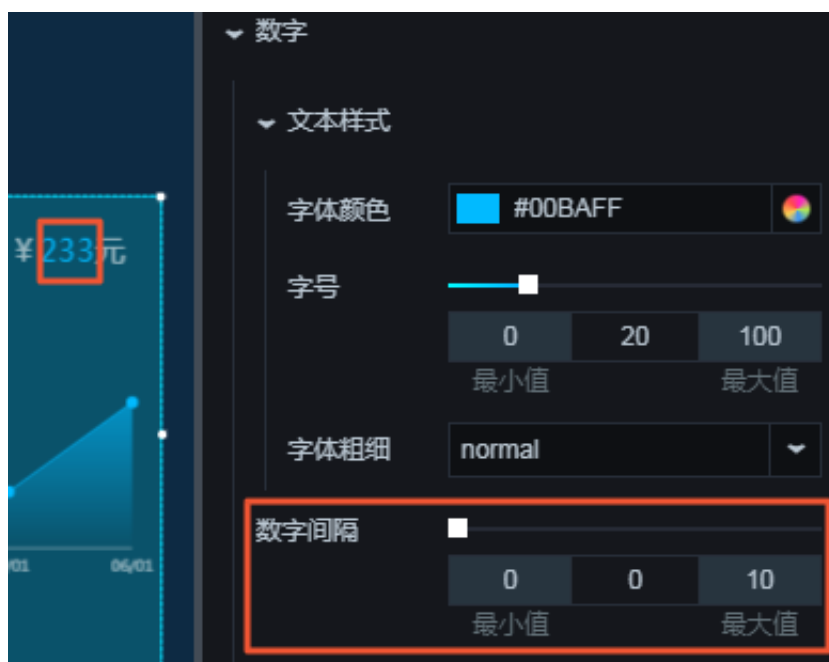 数字
文本样式
字体颜色 #00BAFF
¥233元
字号
0 20 100
最小值 最大值
字体粗细 normal
数字间隔
/01 06/01
0 0 10
最小值 最大值